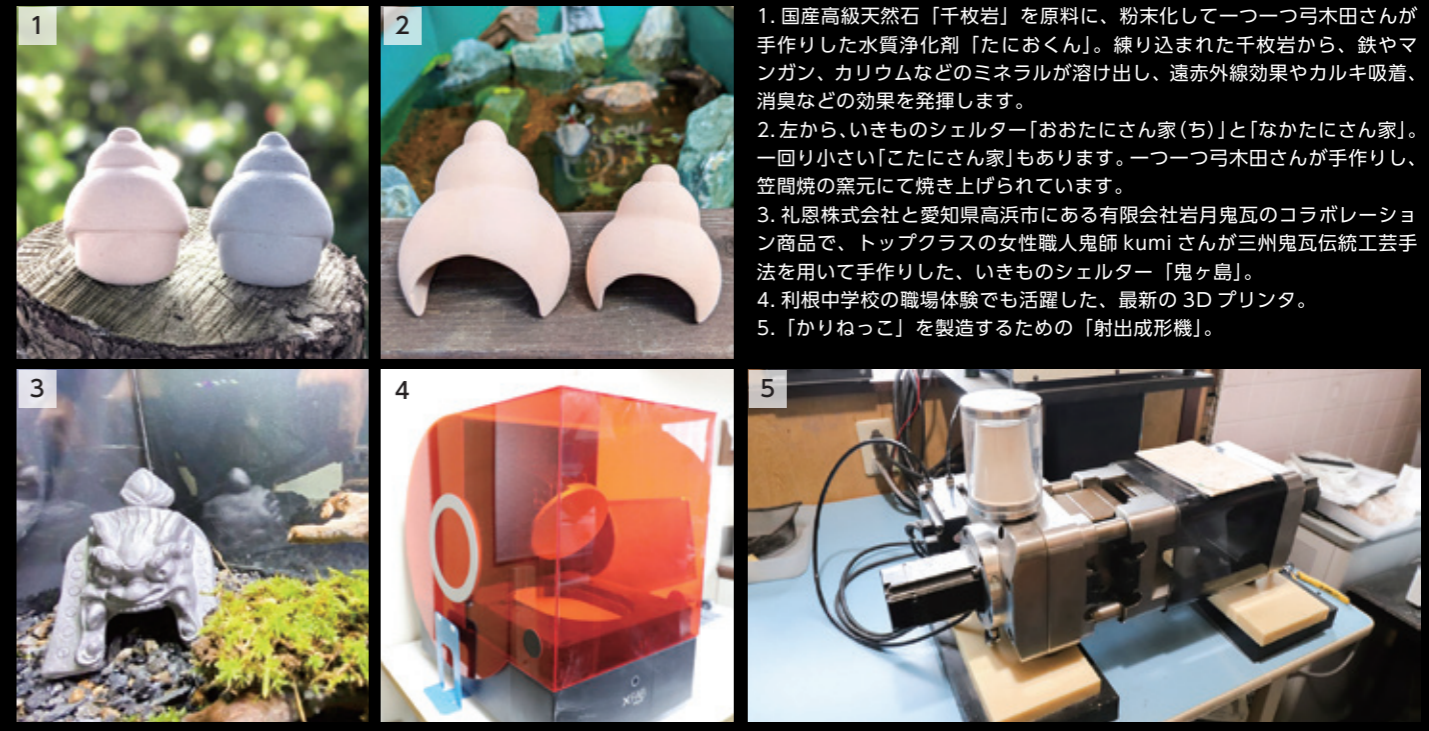 1
2
1. 国産高級天然石「千枚岩」を原料に、粉末化して一つ一つ弓木田さんが
手作りした水質浄化剤「たにおくん」。練り込まれた千枚岩から、鉄やマ
ンガン、カリウムなどのミネラルが溶け出し、遠赤外線効果やカルキ吸着、
消臭などの効果を発揮します。
2. 左から、いきものシェルター「おおたにさん家（ち）」と「なかたにさん家」。
一回り小さい「こたにさん家」もあります。一つ一つ弓木田さんが手作りし、
笠間焼の窯元にて焼き上げられています。
3. 礼恩株式会社と愛知県高浜市にある有限会社岩月鬼瓦のコラボレーショ
ン商品で、トップクラスの女性職人鬼師 kumi さんが三州鬼瓦伝統工芸手
法を用いて手作りした、いきものシェルター「鬼ヶ島」。
4. 利根中学校の職場体験でも活躍した、最新の 3D プリンタ。
5. 「かりねっこ」を製造するための「射出成形機」。
3
4
5